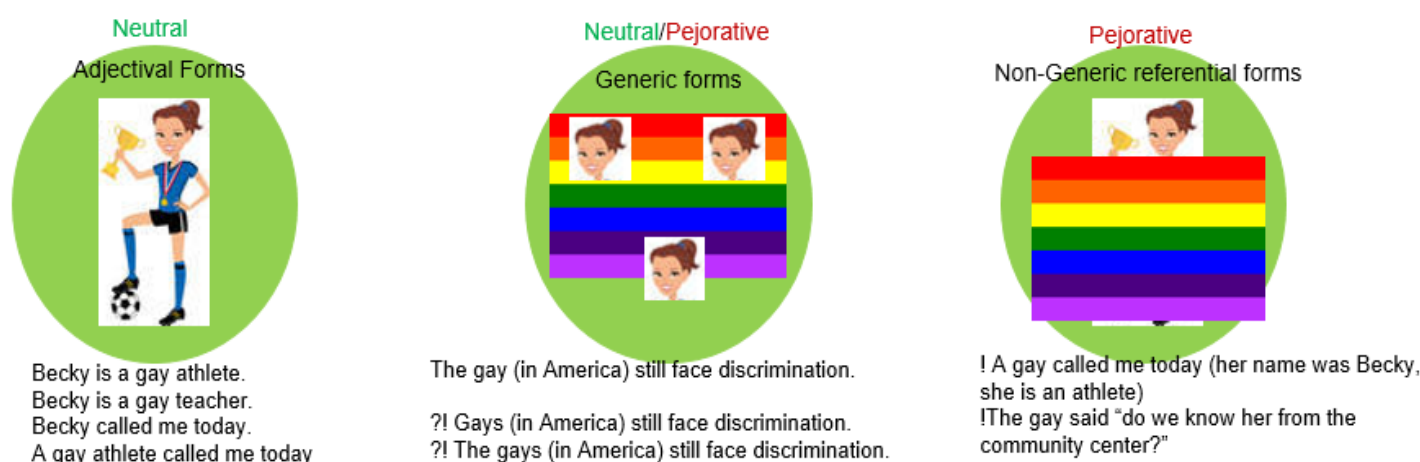 Neutral
Adjectival Forms
Becky is a gay athlete.
Becky is a gay teacher.
Becky called me today.
A gay athlete called me today
Neutral/Pejorative
Generic forms
The gay (in America) still face discrimination.
?! Gays (in America) still face discrimination.
?! The gays (in America) still face discrimination.
Pejorative
Non-Generic referential forms
! A gay called me today (her name was Becky,
she is an athlete)
!The gay said “do we know her from the
community center?”